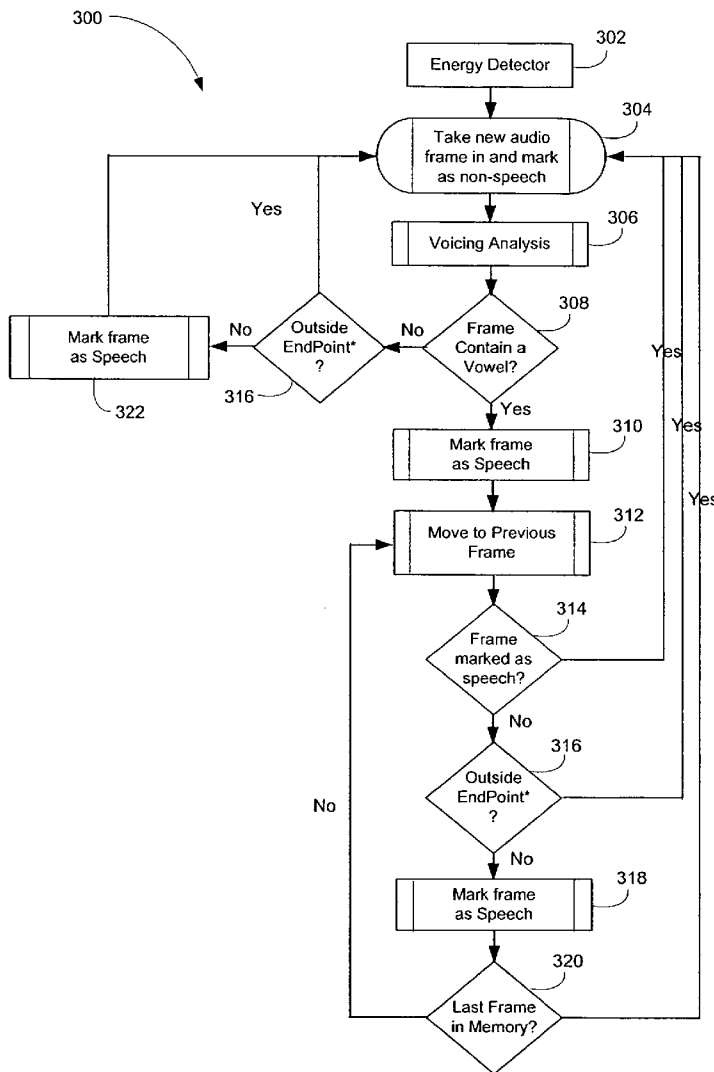 300
302
Energy Detector
304
Take new audio
frame in and mark
as non-speech
Yes
306
Voicing Analysis
308
Frame
Contain a
Vowel?
No
Outside
EndPoint*
?
316
No
Mark frame
as Speech
322
Yes
Yes
310
Mark frame
as Speech
Yes
312
Move to Previous
Frame
Yes
314
Frame
marked as
speech?
No
316
Outside
EndPoint*
?
No
No
318
Mark frame
as Speech
320
Last Frame
in Memory?